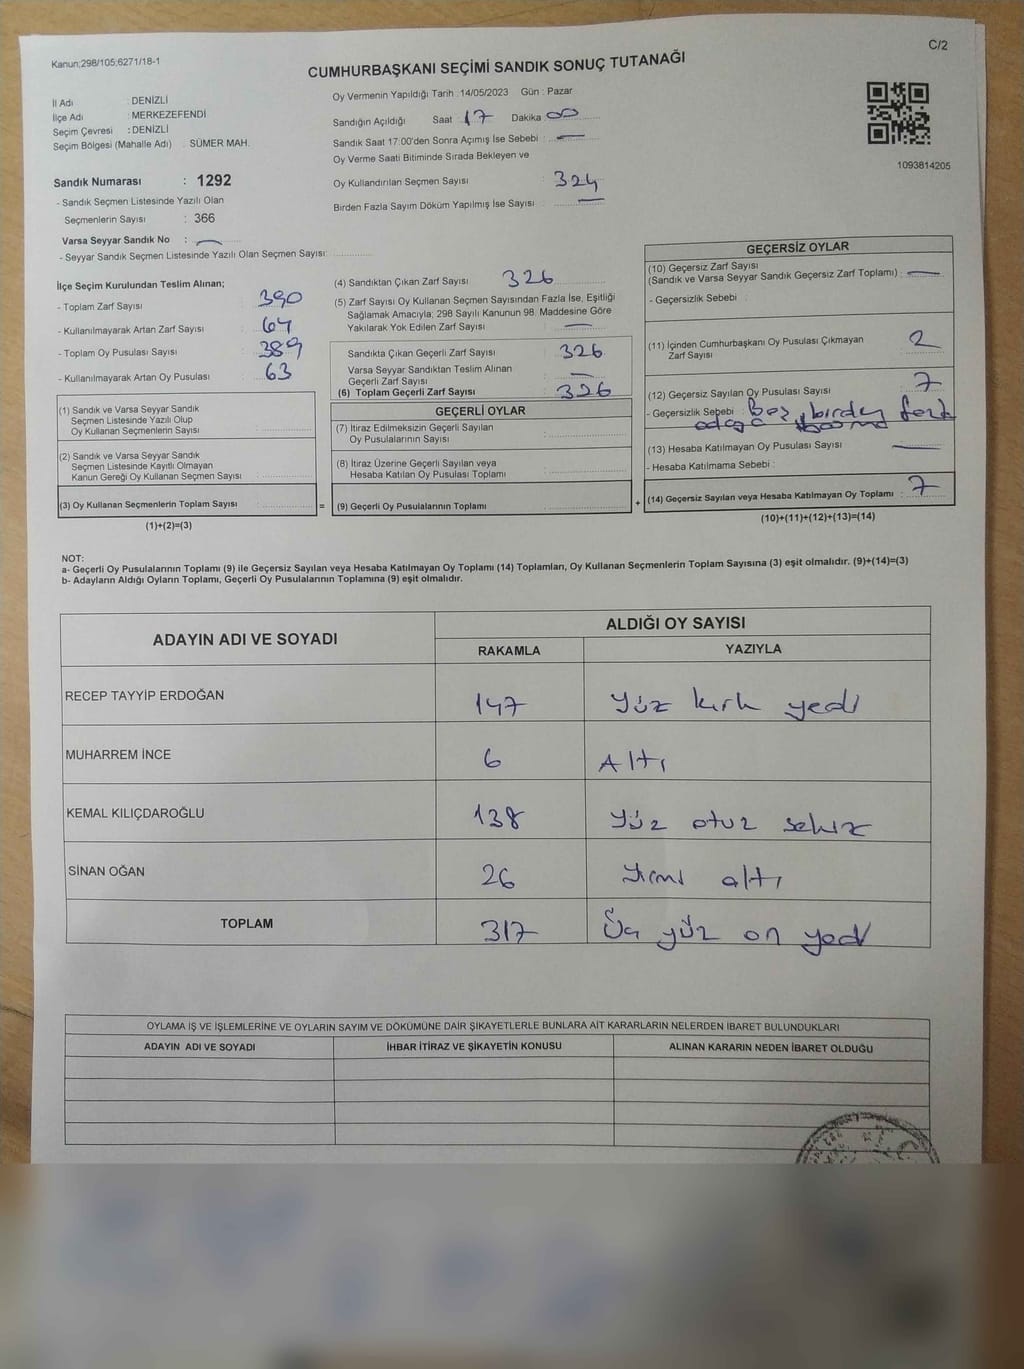 Kanun;298/105;6271/18-1
C/2
CUMHURBAŞKANI SEÇİMİ SANDIK SONUÇ TUTANAĞI
İl Adı : DENİZLİ
İlçe Adı : MERKEZEFENDİ
Seçim Çevresi : DENİZLİ
Seçim Bölgesi (Mahalle Adı) : SÜMER MAH.
Sandık Numarası : 1292
- Sandık Seçmen Listesinde Yazılı Olan
Seçmenlerin Sayısı : 366
Varsa Seyyar Sandık No : —
- Seyyar Sandık Seçmen Listesinde Yazılı Olan Seçmen Sayısı:
Oy Vermenin Yapıldığı Tarih :14/05/2023 Gün : Pazar
Sandığın Açıldığı Saat 17 Dakika 00
Sandık Saat 17:00'den Sonra Açımış İse Sebebi : —
Oy Verme Saati Bitiminde Sırada Bekleyen ve
Oy Kullandırılan Seçmen Sayısı 324
Birden Fazla Sayım Döküm Yapılmış İse Sayısı : —
1093814205
İlçe Seçim Kurulundan Teslim Alınan;
- Toplam Zarf Sayısı : 390
- Kullanılmayarak Artan Zarf Sayısı : 64
- Toplam Oy Pusulası Sayısı : 389
- Kullanılmayarak Artan Oy Pusulası : 63
(1) Sandık ve Varsa Seyyar Sandık
Seçmen Listesinde Yazılı Olup
Oy Kullanan Seçmenlerin Sayısı :
(2) Sandık ve Varsa Seyyar Sandık
Seçmen Listesinde Kayıtlı Olmayan
Kanun Gereği Oy Kullanan Seçmen Sayısı :
(3) Oy Kullanan Seçmenlerin Toplam Sayısı :
=
(1)+(2)=(3)
(4) Sandıktan Çıkan Zarf Sayısı : 326
(5) Zarf Sayısı Oy Kullanan Seçmen Sayısından Fazla İse, Eşitliği
Sağlamak Amacıyla; 298 Sayılı Kanunun 98. Maddesine Göre
Yakılarak Yok Edilen Zarf Sayısı : —
Sandıkta Çıkan Geçerli Zarf Sayısı : 326
Varsa Seyyar Sandıktan Teslim Alınan
Geçerli Zarf Sayısı : —
(6) Toplam Geçerli Zarf Sayısı : 326
GEÇERLİ OYLAR
(7) İtiraz Edilmeksizin Geçerli Sayılan
Oy Pusulalarının Sayısı :
(8) İtiraz Üzerine Geçerli Sayılan veya
Hesaba Katılan Oy Pusulası Toplamı :
(9) Geçerli Oy Pusulalarının Toplamı :
+
GEÇERSİZ OYLAR
(10) Geçersiz Zarf Sayısı
(Sandık ve Varsa Seyyar Sandık Geçersiz Zarf Toplamı) : —
- Geçersizlik Sebebi :
(11) İçinden Cumhurbaşkanı Oy Pusulası Çıkmayan
Zarf Sayısı : 2
(12) Geçersiz Sayılan Oy Pusulası Sayısı : 7
- Geçersizlik Sebebi : Boş, birden fazla
(13) Hesaba Katılmayan Oy Pusulası Sayısı : —
- Hesaba Katılmama Sebebi :
(14) Geçersiz Sayılan veya Hesaba Katılmayan Oy Toplamı : 7
(10)+(11)+(12)+(13)=(14)
NOT:
a- Geçerli Oy Pusulalarının Toplamı (9) ile Geçersiz Sayılan veya Hesaba Katılmayan Oy Toplamı (14) Toplamları, Oy Kullanan Seçmenlerin Toplam Sayısına (3) eşit olmalıdır. (9)+(14)=(3)
b- Adayların Aldığı Oyların Toplamı, Geçerli Oy Pusulalarının Toplamına (9) eşit olmalıdır.
ADAYIN ADI VE SOYADI ALDIĞI OY SAYISI
RAKAMLA YAZIYLA
RECEP TAYYİP ERDOĞAN 147 Yüz kırk yedi
MUHARREM İNCE 6 Altı
KEMAL KILIÇDAROĞLU 138 Yüz otuz sekiz
SİNAN OĞAN 26 Yirmi altı
TOPLAM 317 Üç yüz on yedi
OYLAMA İŞ VE İŞLEMLERİNE VE OYLARIN SAYIM VE DÖKÜMÜNE DAİR ŞİKAYETLERLE BUNLARA AİT KARARLARIN NELERDEN İBARET BULUNDUKLARI
ADAYIN ADI VE SOYADI İHBAR İTİRAZ VE ŞİKAYETİN KONUSU ALINAN KARARIN NEDEN İBARET OLDUĞU